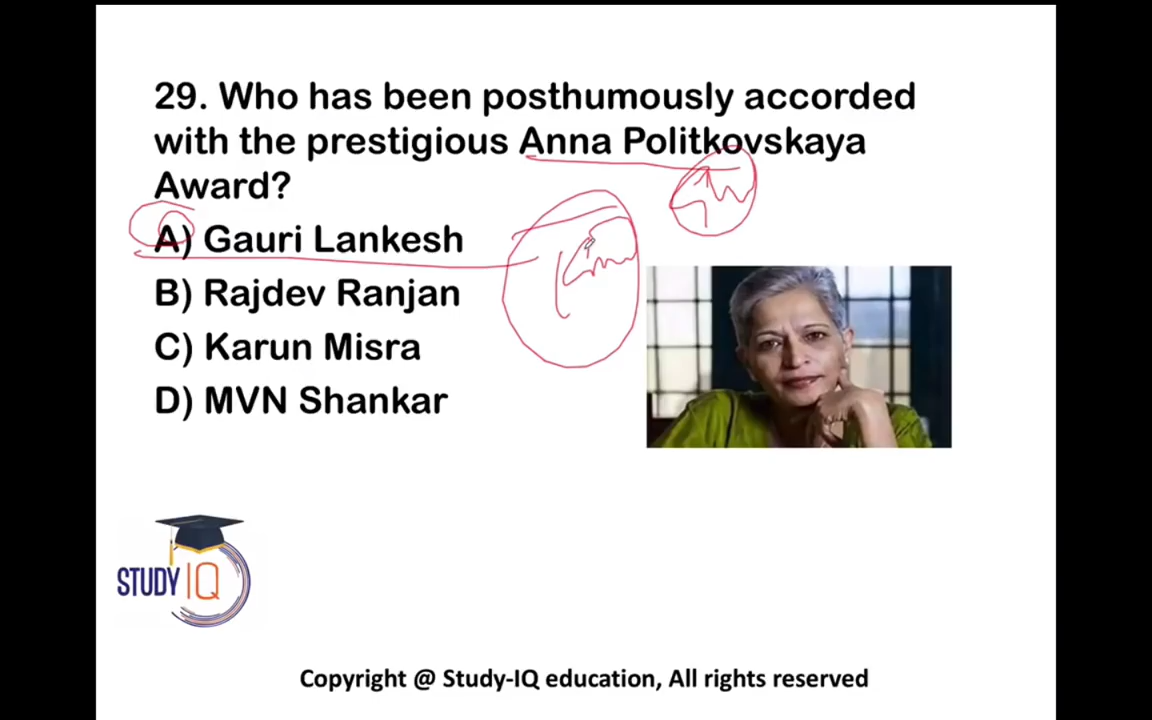 29. Who has been posthumously accorded
with the prestigious Anna Politkovskaya
Award?
A) Gauri Lankesh
B) Rajdev Ranjan
C) Karun Misra
D) MVN Shankar
STUDY IQ
Copyright @ Study-IQ education, All rights reserved